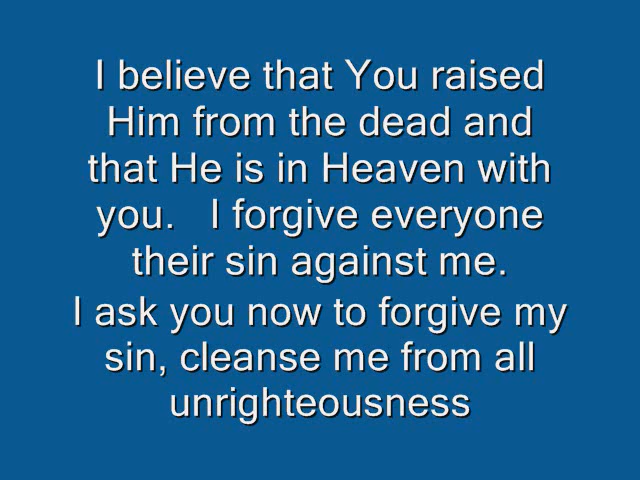 I believe that You raised
Him from the dead and
that He is in Heaven with
you.   I forgive everyone
their sin against me.
I ask you now to forgive my
sin, cleanse me from all
unrighteousness